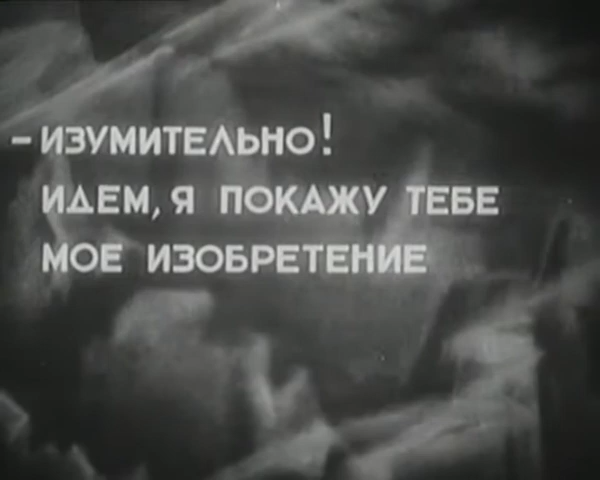 – ИЗУМИТЕЛЬНО!
ИДЕМ, Я ПОКАЖУ ТЕБЕ
МОЕ ИЗОБРЕТЕНИЕ